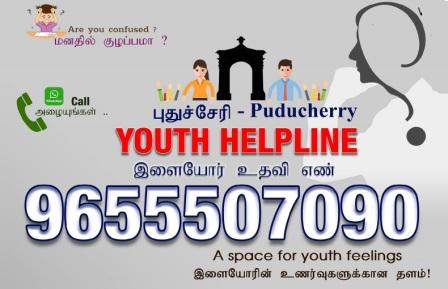 Are you confused ?
மனதில் குழப்பமா ?
WhatsApp
Call
அழையுங்கள் ..
புதுச்சேரி - Puducherry
YOUTH HELPLINE
இளையோர் உதவி எண்
9655507090
A space for youth feelings
இளையோரின் உணர்வுகளுக்கான தளம்!